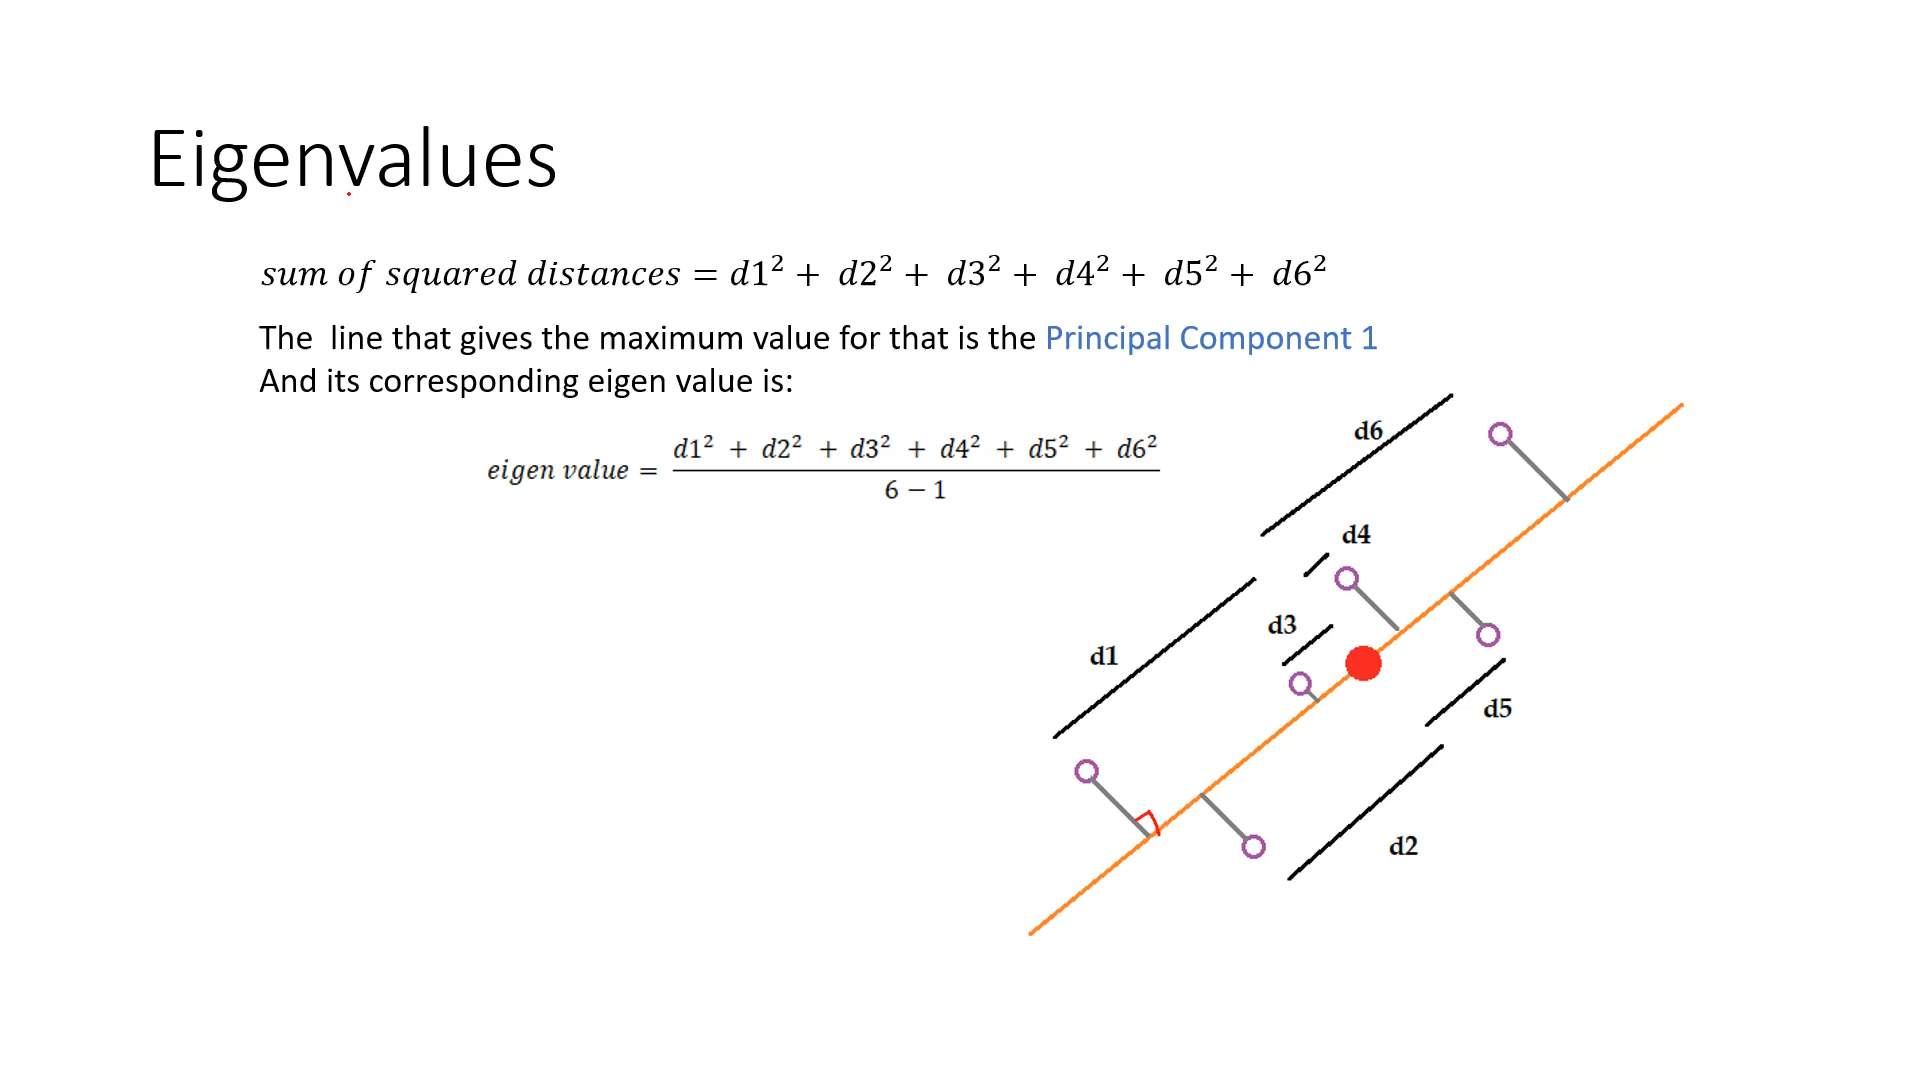 Eigenvalues
sum of squared distances = d1² + d2² + d3² + d4² + d5² + d6²
The line that gives the maximum value for that is the Principal Component 1
And its corresponding eigen value is:
d1² + d2² + d3² + d4² + d5² + d6²
eigen value =
6 − 1
d6
d4
d3
d1
d5
d2